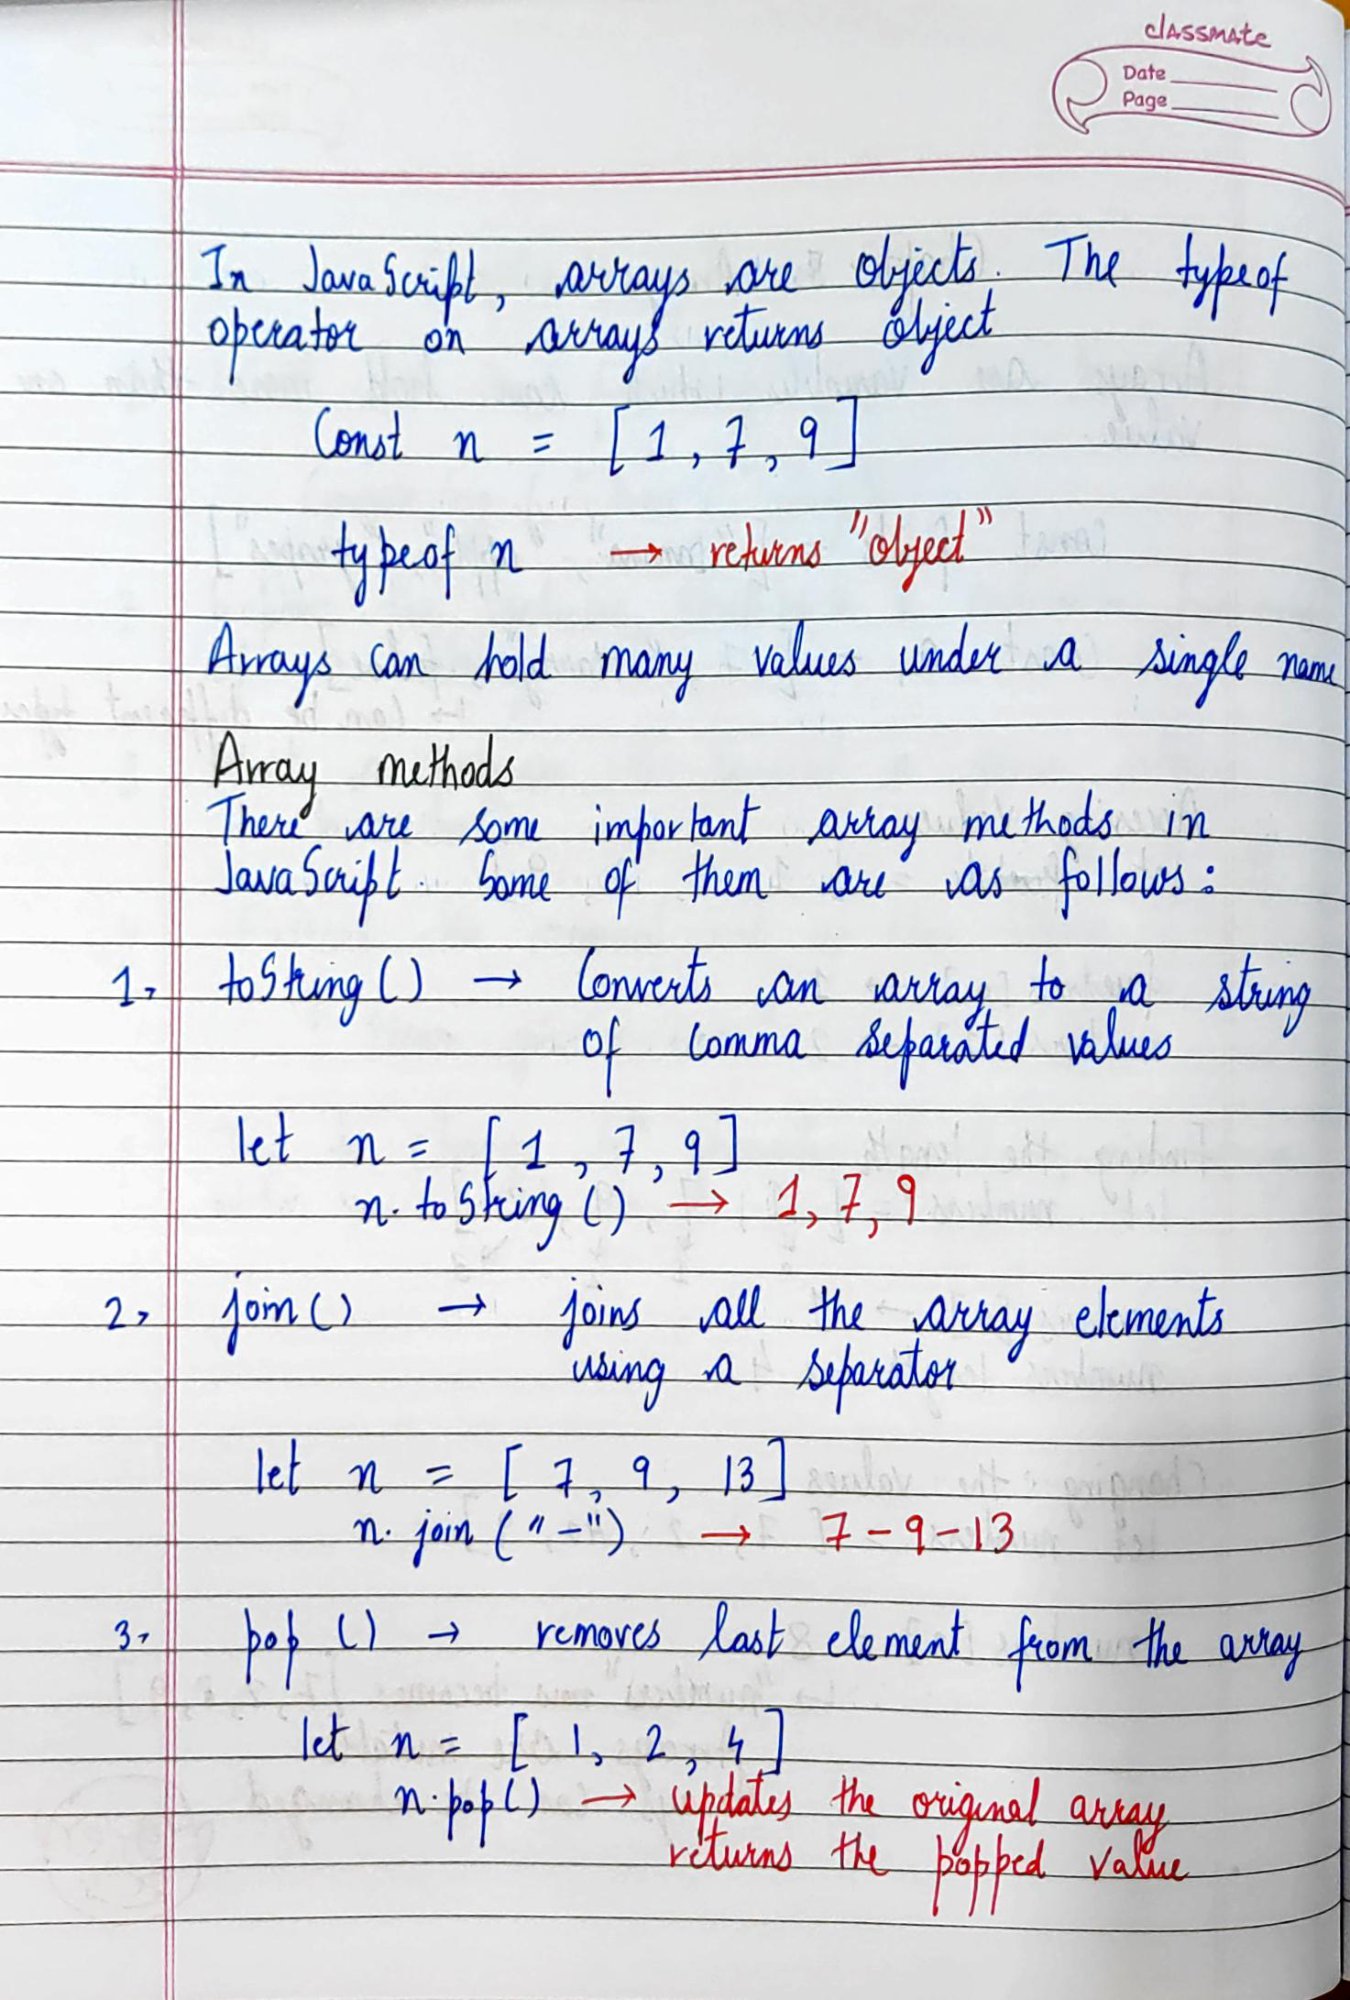 classmate
Date
Page
In JavaScript, arrays are objects. The typeof
operator on arrays returns object
Const n = [1, 7, 9]
typeof n → returns "object"
Arrays can hold many values under a single name
Array methods
There are some important array methods in
JavaScript. Some of them are as follows:
1, toString() → Converts an array to a string
of comma separated values
let n = [1, 7, 9]
n.toString() → 1, 7, 9
2, join() → joins all the array elements
using a separator
let n = [7, 9, 13]
n.join("-") → 7-9-13
3, pop() → removes last element from the array
let n = [1, 2, 4]
n.pop() → updates the original array
returns the popped value